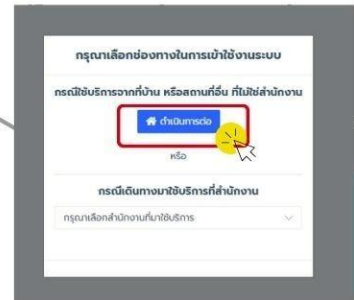 กรุณาเลือกช่องทางในการเข้าใช้งานระบบ
กรณีใช้บริการจากที่บ้าน หรือสถานที่อื่น ที่ไม่ใช่สำนักงาน
ดำเนินการต่อ
หรือ
กรณีเดินทางมาใช้บริการที่สำนักงาน
กรุณาเลือกสำนักงานที่มาใช้บริการ